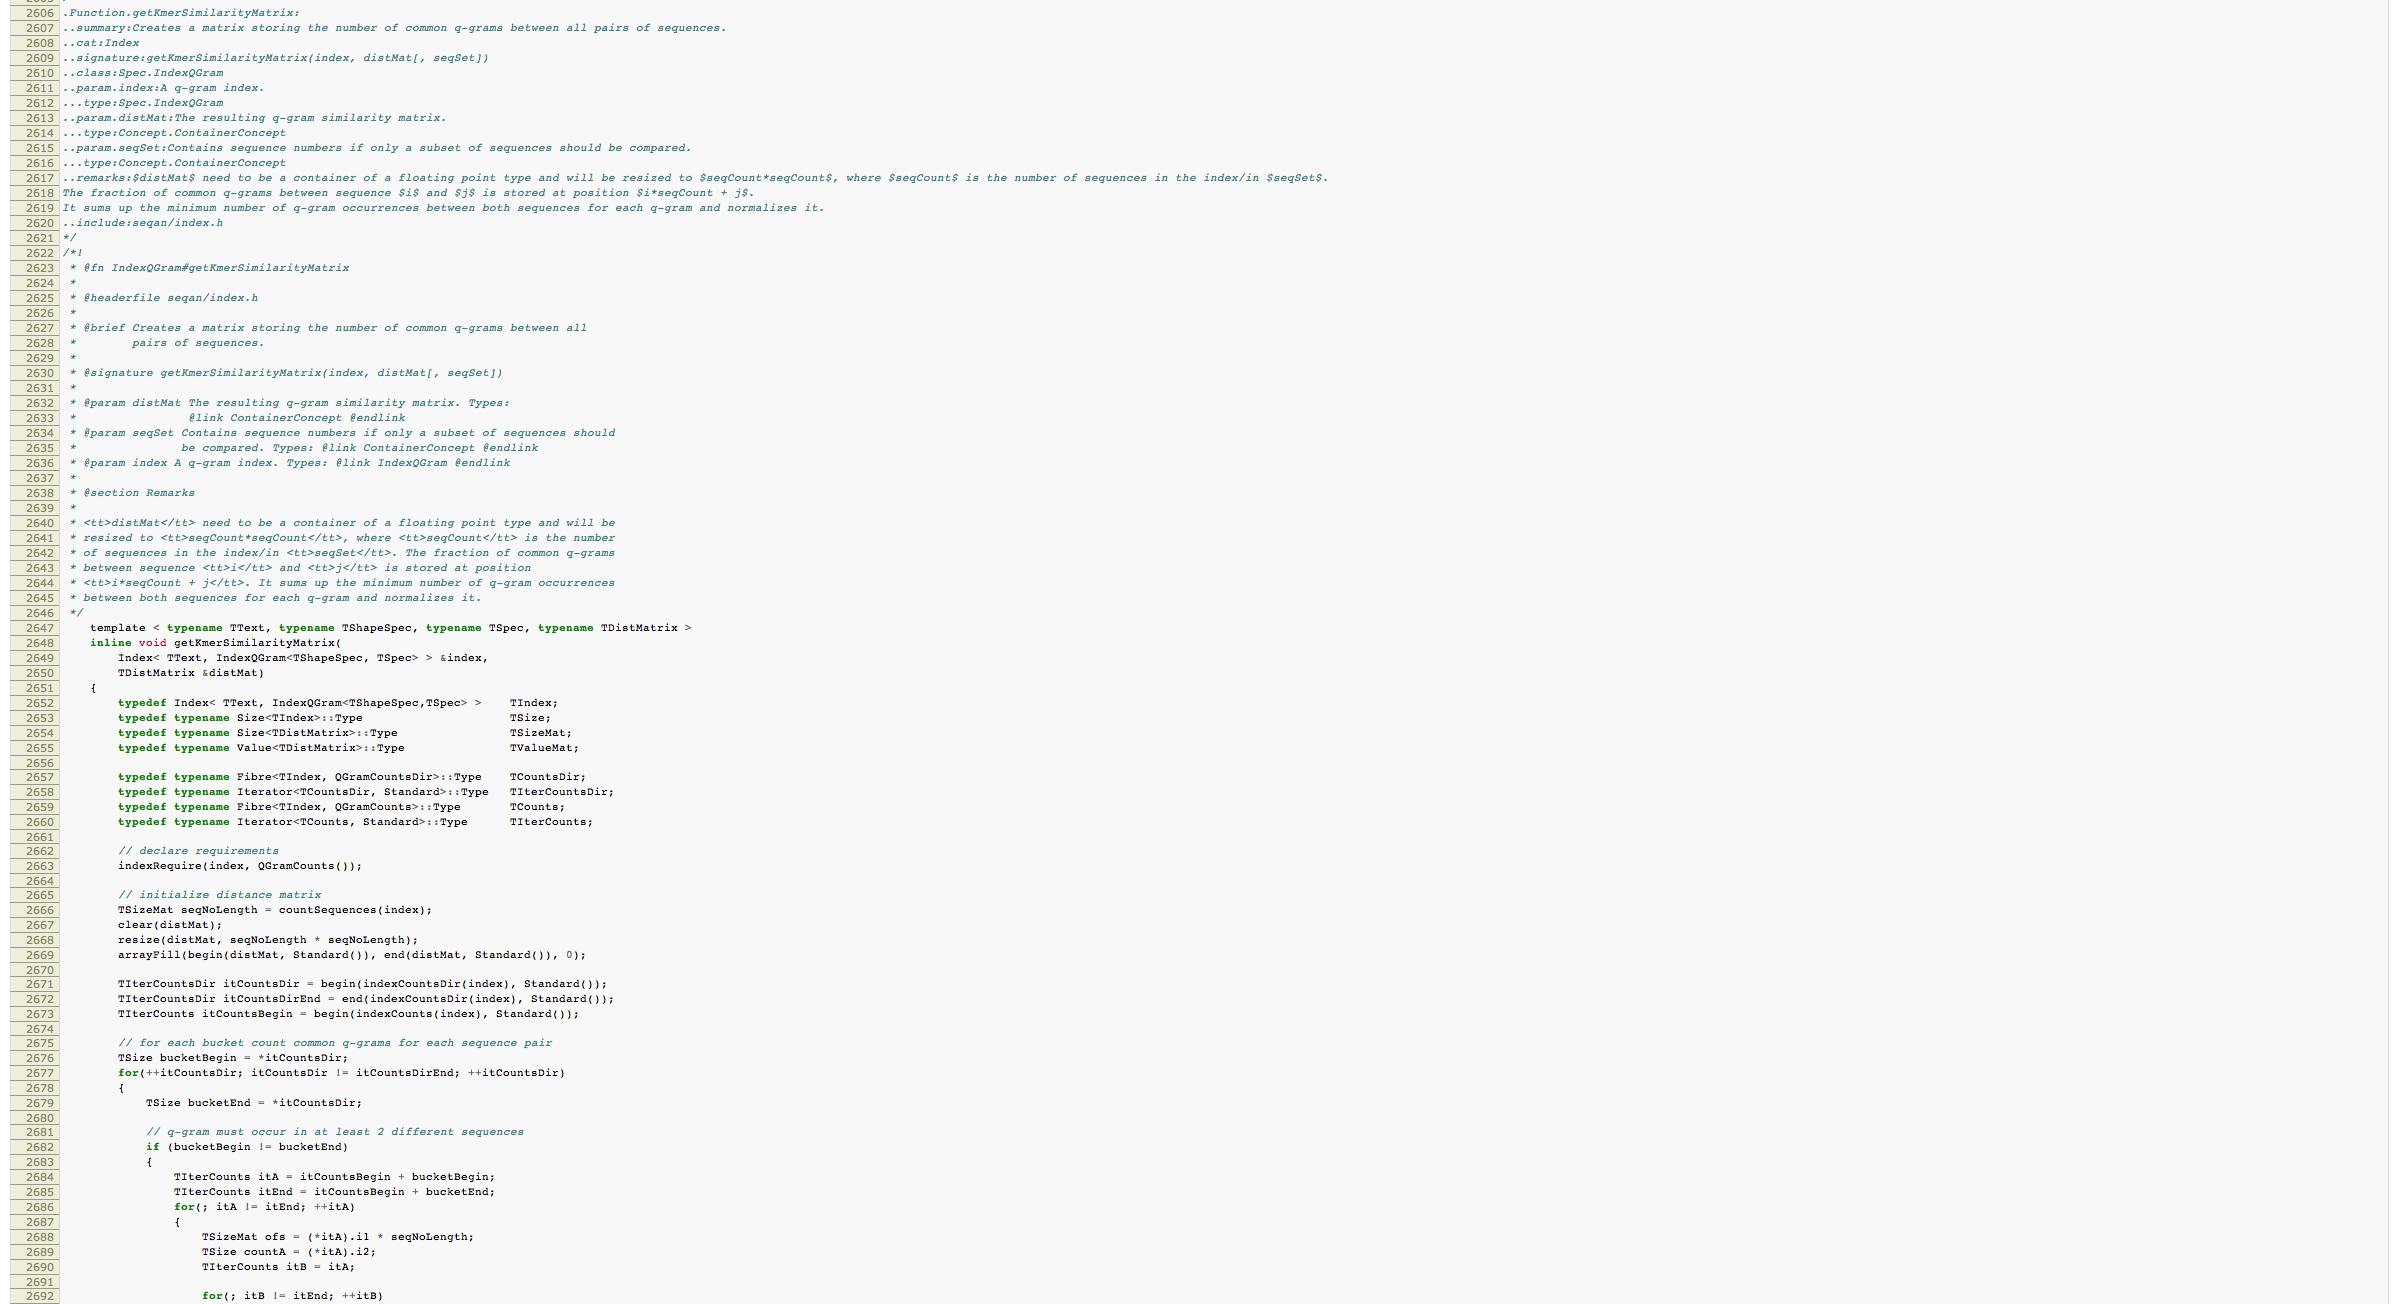 2606 .Function.getKmerSimilarityMatrix:
2607 ..summary:Creates a matrix storing the number of common q-grams between all pairs of sequences.
2608 ..cat:Index
2609 ..signature:getKmerSimilarityMatrix(index, distMat[, seqSet])
2610 ..class:Spec.IndexQGram
2611 ..param.index:A q-gram index.
2612 ...type:Spec.IndexQGram
2613 ..param.distMat:The resulting q-gram similarity matrix.
2614 ...type:Concept.ContainerConcept
2615 ..param.seqSet:Contains sequence numbers if only a subset of sequences should be compared.
2616 ...type:Concept.ContainerConcept
2617 ..remarks:$distMat$ need to be a container of a floating point type and will be resized to $seqCount*seqCount$, where $seqCount$ is the number of sequences in the index/in $seqSet$.
2618 The fraction of common q-grams between sequence $i$ and $j$ is stored at position $i*seqCount + j$.
2619 It sums up the minimum number of q-gram occurrences between both sequences for each q-gram and normalizes it.
2620 ..include:seqan/index.h
2621 */
2622 /*!
2623  * @fn IndexQGram#getKmerSimilarityMatrix
2624  *
2625  * @headerfile seqan/index.h
2626  *
2627  * @brief Creates a matrix storing the number of common q-grams between all
2628  *        pairs of sequences.
2629  *
2630  * @signature getKmerSimilarityMatrix(index, distMat[, seqSet])
2631  *
2632  * @param distMat The resulting q-gram similarity matrix. Types:
2633  *                @link ContainerConcept @endlink
2634  * @param seqSet Contains sequence numbers if only a subset of sequences should
2635  *               be compared. Types: @link ContainerConcept @endlink
2636  * @param index A q-gram index. Types: @link IndexQGram @endlink
2637  *
2638  * @section Remarks
2639  *
2640  * <tt>distMat</tt> need to be a container of a floating point type and will be
2641  * resized to <tt>seqCount*seqCount</tt>, where <tt>seqCount</tt> is the number
2642  * of sequences in the index/in <tt>seqSet</tt>. The fraction of common q-grams
2643  * between sequence <tt>i</tt> and <tt>j</tt> is stored at position
2644  * <tt>i*seqCount + j</tt>. It sums up the minimum number of q-gram occurrences
2645  * between both sequences for each q-gram and normalizes it.
2646  */
2647     template < typename TText, typename TShapeSpec, typename TSpec, typename TDistMatrix >
2648     inline void getKmerSimilarityMatrix(
2649         Index< TText, IndexQGram<TShapeSpec, TSpec> > &index,
2650         TDistMatrix &distMat)
2651     {
2652         typedef Index< TText, IndexQGram<TShapeSpec,TSpec> >    TIndex;
2653         typedef typename Size<TIndex>::Type                     TSize;
2654         typedef typename Size<TDistMatrix>::Type                TSizeMat;
2655         typedef typename Value<TDistMatrix>::Type               TValueMat;
2656
2657         typedef typename Fibre<TIndex, QGramCountsDir>::Type    TCountsDir;
2658         typedef typename Iterator<TCountsDir, Standard>::Type   TIterCountsDir;
2659         typedef typename Fibre<TIndex, QGramCounts>::Type       TCounts;
2660         typedef typename Iterator<TCounts, Standard>::Type      TIterCounts;
2661
2662         // declare requirements
2663         indexRequire(index, QGramCounts());
2664
2665         // initialize distance matrix
2666         TSizeMat seqNoLength = countSequences(index);
2667         clear(distMat);
2668         resize(distMat, seqNoLength * seqNoLength);
2669         arrayFill(begin(distMat, Standard()), end(distMat, Standard()), 0);
2670
2671         TIterCountsDir itCountsDir = begin(indexCountsDir(index), Standard());
2672         TIterCountsDir itCountsDirEnd = end(indexCountsDir(index), Standard());
2673         TIterCounts itCountsBegin = begin(indexCounts(index), Standard());
2674
2675         // for each bucket count common q-grams for each sequence pair
2676         TSize bucketBegin = *itCountsDir;
2677         for(++itCountsDir; itCountsDir != itCountsDirEnd; ++itCountsDir)
2678         {
2679             TSize bucketEnd = *itCountsDir;
2680
2681             // q-gram must occur in at least 2 different sequences
2682             if (bucketBegin != bucketEnd)
2683             {
2684                 TIterCounts itA = itCountsBegin + bucketBegin;
2685                 TIterCounts itEnd = itCountsBegin + bucketEnd;
2686                 for(; itA != itEnd; ++itA)
2687                 {
2688                     TSizeMat ofs = (*itA).i1 * seqNoLength;
2689                     TSize countA = (*itA).i2;
2690                     TIterCounts itB = itA;
2691
2692                     for(; itB != itEnd; ++itB)